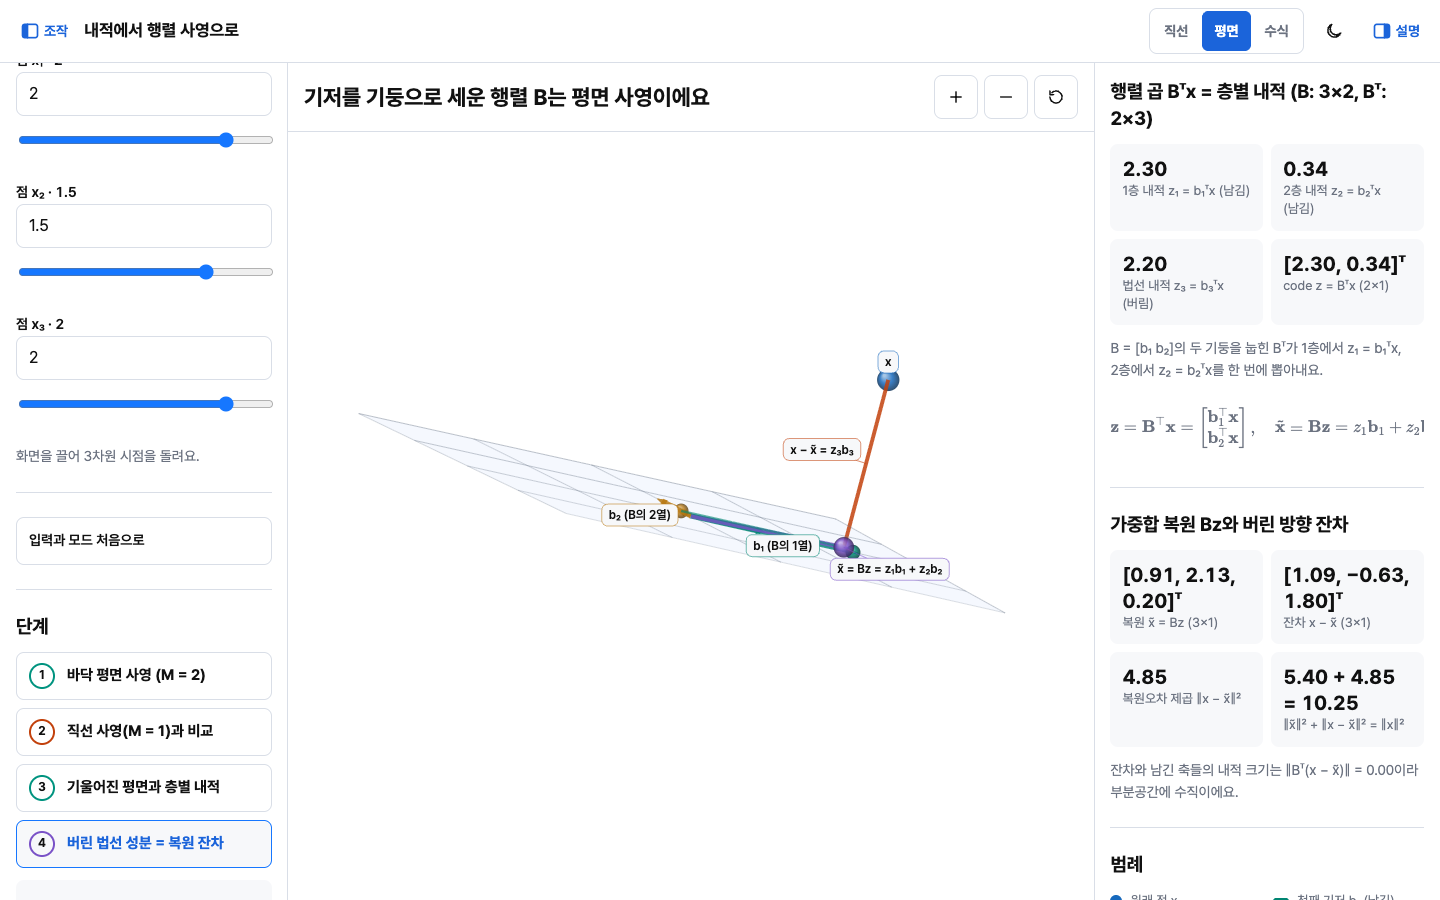 조작
내적에서 행렬 사영으로
직선
평면
수식
설명
2
점 x₂ · 1.5
1.5
점 x₃ · 2
2
화면을 끌어 3차원 시점을 돌려요.
입력과 모드 처음으로
단계
1 바닥 평면 사영 (M = 2)
2 직선 사영(M = 1)과 비교
3 기울어진 평면과 층별 내적
4 버린 법선 성분 = 복원 잔차
기저를 기둥으로 세운 행렬 B는 평면 사영이에요
x
x − x̃ = z₃b₃
b₂ (B의 2열)
b₁ (B의 1열)
x̃ = Bz = z₁b₁ + z₂b₂
행렬 곱 Bᵀx = 층별 내적 (B: 3×2, Bᵀ:
2×3)
2.30
1층 내적 z₁ = b₁ᵀx (남김)
0.34
2층 내적 z₂ = b₂ᵀx
(남김)
2.20
법선 내적 z₃ = b₃ᵀx
(버림)
[2.30, 0.34]ᵀ
code z = Bᵀx (2×1)
B = [b₁ b₂]의 두 기둥을 눕힌 Bᵀ가 1층에서 z₁ = b₁ᵀx,
2층에서 z₂ = b₂ᵀx를 한 번에 뽑아내요.
z = B⊤x = [b₁⊤x b₂⊤x], x̃ = Bz = z₁b₁ + z₂
가중합 복원 Bz와 버린 방향 잔차
[0.91, 2.13,
0.20]ᵀ
복원 x̃ = Bz (3×1)
[1.09, −0.63,
1.80]ᵀ
잔차 x − x̃ (3×1)
4.85
복원오차 제곱 ‖x − x̃‖²
5.40 + 4.85
= 10.25
‖x̃‖² + ‖x − x̃‖² = ‖x‖²
잔차와 남긴 축들의 내적 크기는 ‖Bᵀ(x − x̃)‖ = 0.00이라
부분공간에 수직이에요.
범례